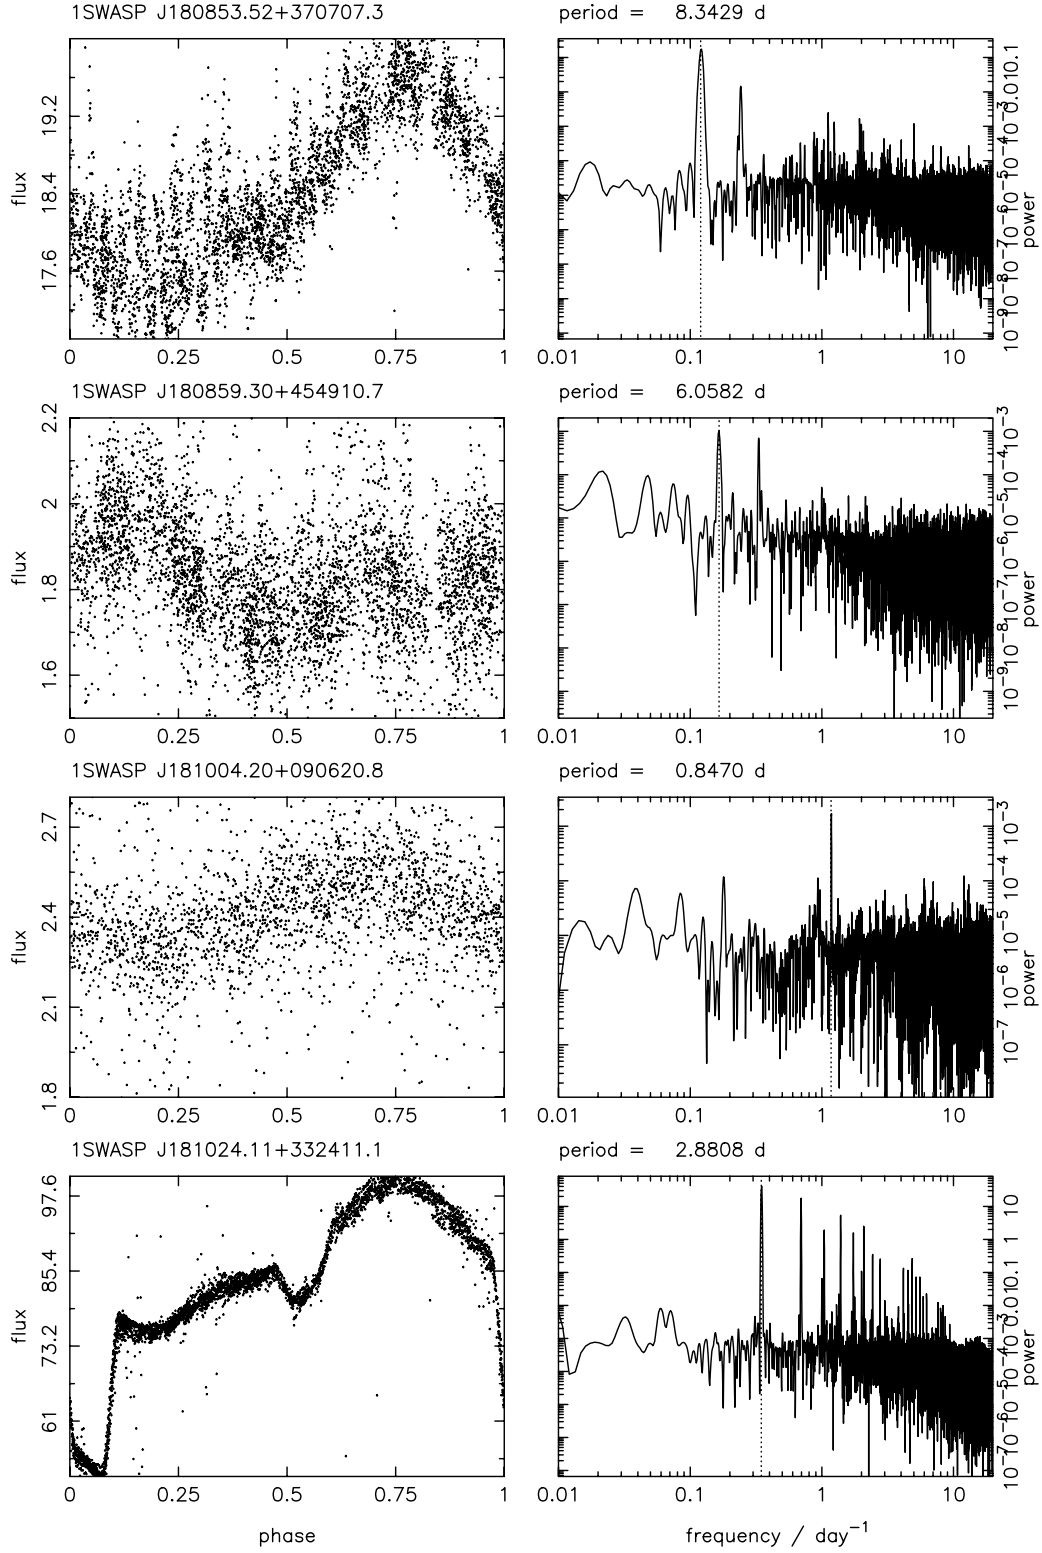 1SWASP J180853.52+370707.3
period = 8.3429 d
flux
17.6 18.4 19.2
0 0.25 0.5 0.75 1
power
10⁻⁹ 10⁻⁸ 10⁻⁷ 10⁻⁶ 10⁻⁵ 10⁻⁴ 10⁻³ 0.01 0.1
0.01 0.1 1 10
1SWASP J180859.30+454910.7
period = 6.0582 d
flux
1.6 1.8 2 2.2
0 0.25 0.5 0.75 1
power
10⁻⁹ 10⁻⁸ 10⁻⁷ 10⁻⁶ 10⁻⁵ 10⁻⁴ 10⁻³
0.01 0.1 1 10
1SWASP J181004.20+090620.8
period = 0.8470 d
flux
1.8 2.1 2.4 2.7
0 0.25 0.5 0.75 1
power
10⁻⁷ 10⁻⁶ 10⁻⁵ 10⁻⁴ 10⁻³
0.01 0.1 1 10
1SWASP J181024.11+332411.1
period = 2.8808 d
flux
61 73.2 85.4 97.6
0 0.25 0.5 0.75 1
power
10⁻⁷ 10⁻⁶ 10⁻⁵ 10⁻⁴ 10⁻³ 0.01 0.1 1 10
0.01 0.1 1 10
phase
frequency / day⁻¹